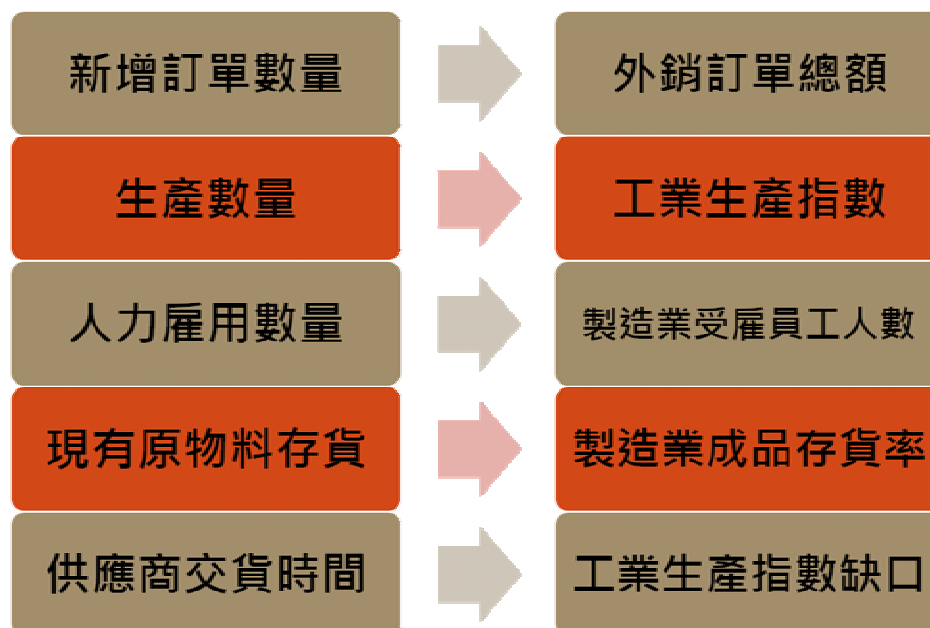 新增訂單數量
外銷訂單總額
生產數量
工業生產指數
人力雇用數量
製造業受雇員工人數
現有原物料存貨
製造業成品存貨率
供應商交貨時間
工業生產指數缺口